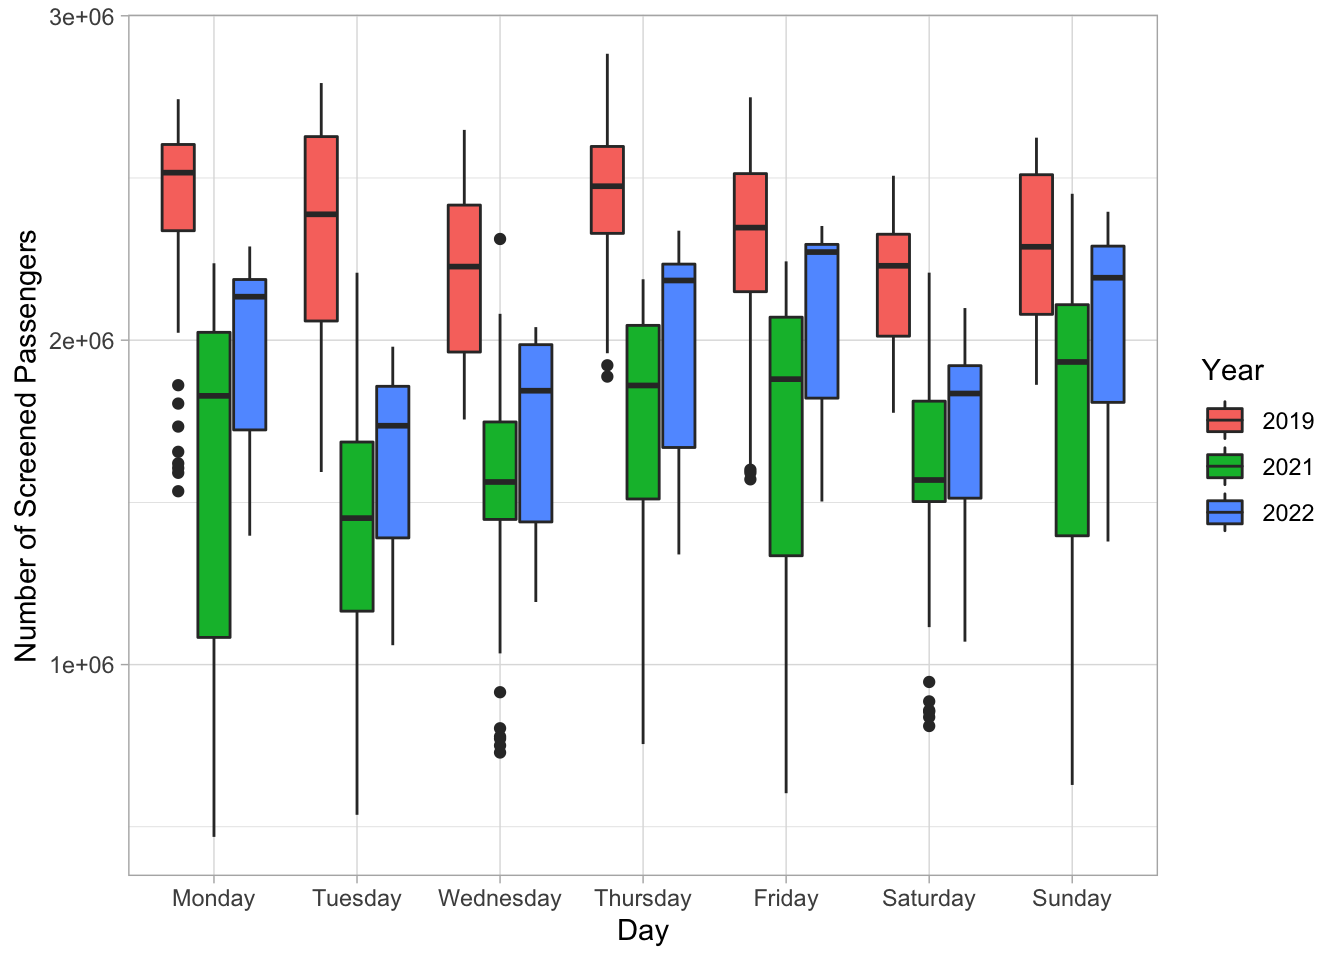 3e+06
2e+06
1e+06
Number of Screened Passengers
Monday Tuesday Wednesday Thursday Friday Saturday Sunday
Day
Year
2019
2021
2022